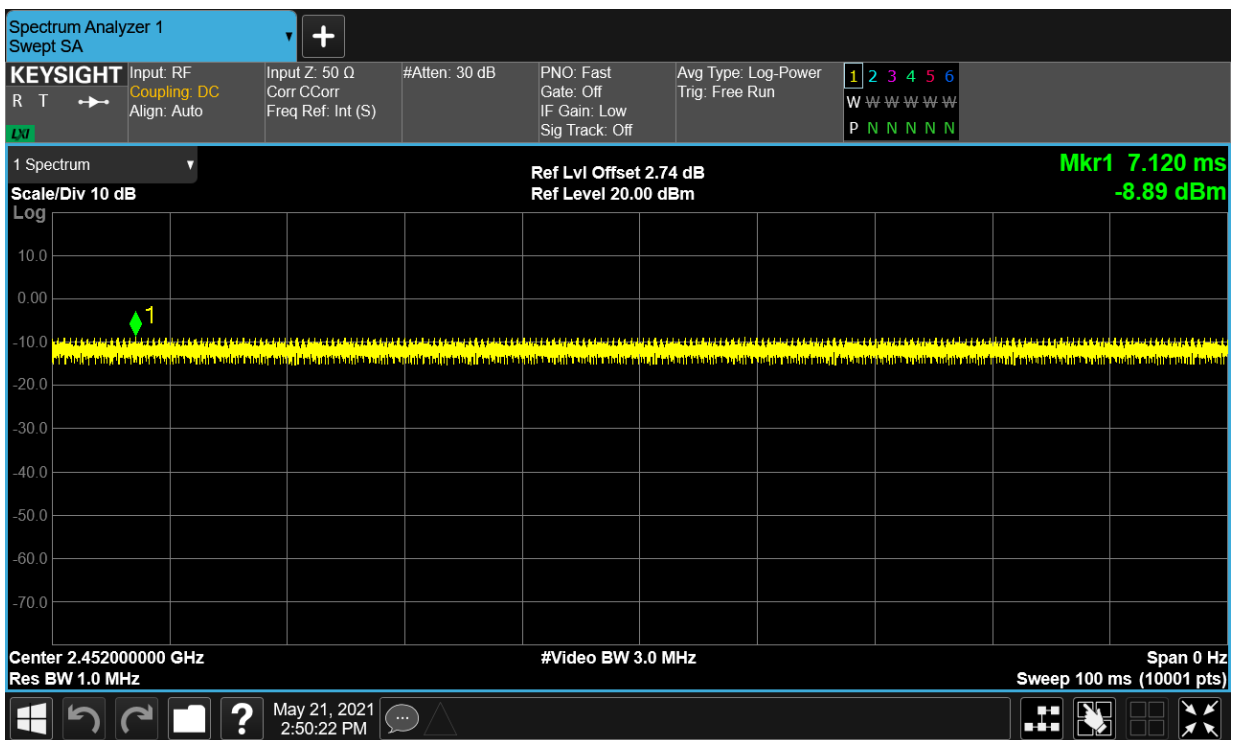 Spectrum Analyzer 1
Swept SA
+
KEYSIGHT
R T
LXI
Input: RF
Coupling: DC
Align: Auto
Input Z: 50 Ω
Corr CCorr
Freq Ref: Int (S)
#Atten: 30 dB
PNO: Fast
Gate: Off
IF Gain: Low
Sig Track: Off
Avg Type: Log-Power
Trig: Free Run
1 2 3 4 5 6
W W W W W W
P N N N N N
1 Spectrum
Scale/Div 10 dB
Ref Lvl Offset 2.74 dB
Ref Level 20.00 dBm
Mkr1 7.120 ms
-8.89 dBm
Log
10.0
0.00
1
-10.0
-20.0
-30.0
-40.0
-50.0
-60.0
-70.0
Center 2.452000000 GHz
Res BW 1.0 MHz
#Video BW 3.0 MHz
Span 0 Hz
Sweep 100 ms (10001 pts)
?
May 21, 2021
2:50:22 PM